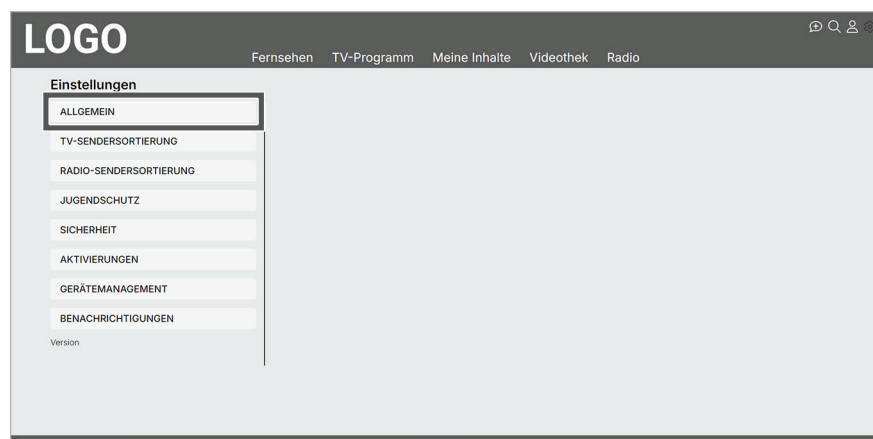 LOGO
Fernsehen TV-Programm Meine Inhalte Videothek Radio
Einstellungen
ALLGEMEIN
TV-SENDERSORTIERUNG
RADIO-SENDERSORTIERUNG
JUGENDSCHUTZ
SICHERHEIT
AKTIVIERUNGEN
GERÄTEMANAGEMENT
BENACHRICHTIGUNGEN
Version